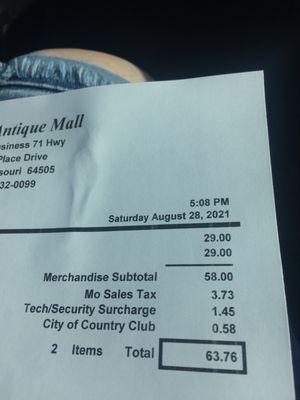 Antique Mall
siness 71 Hwy
Place Drive
souri 64505
32-0099
5:08 PM
Saturday August 28, 2021
29.00
29.00
Merchandise Subtotal 58.00
Mo Sales Tax 3.73
Tech/Security Surcharge 1.45
City of Country Club 0.58
2 Items Total 63.76